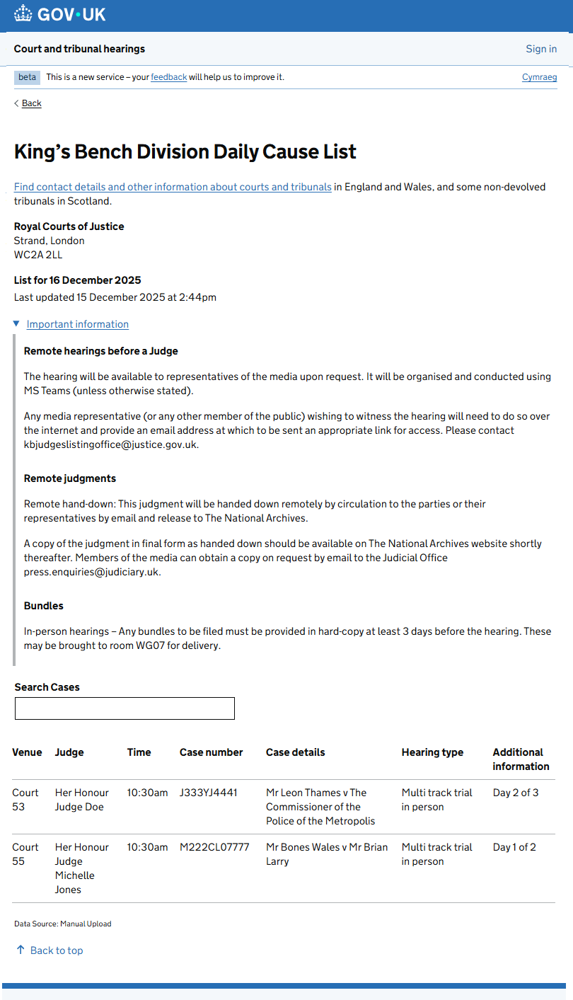 GOV·UK
Court and tribunal hearings
Sign in
beta
This is a new service – your feedback will help us to improve it.
Cymraeg
Back
King's Bench Division Daily Cause List
Find contact details and other information about courts and tribunals in England and Wales, and some non-devolved
tribunals in Scotland.
Royal Courts of Justice
Strand, London
WC2A 2LL
List for 16 December 2025
Last updated 15 December 2025 at 2:44pm
Important information
Remote hearings before a Judge
The hearing will be available to representatives of the media upon request. It will be organised and conducted using
MS Teams (unless otherwise stated).
Any media representative (or any other member of the public) wishing to witness the hearing will need to do so over
the internet and provide an email address at which to be sent an appropriate link for access. Please contact
kbjudgeslistingoffice@justice.gov.uk.
Remote judgments
Remote hand-down: This judgment will be handed down remotely by circulation to the parties or their
representatives by email and release to The National Archives.
A copy of the judgment in final form as handed down should be available on The National Archives website shortly
thereafter. Members of the media can obtain a copy on request by email to the Judicial Office
press.enquiries@judiciary.uk.
Bundles
In-person hearings – Any bundles to be filed must be provided in hard-copy at least 3 days before the hearing. These
may be brought to room WG07 for delivery.
Search Cases
Venue Judge Time Case number Case details Hearing type Additional
information
Court Her Honour 10:30am J333YJ4441 Mr Leon Thames v The Multi track trial Day 2 of 3
53 Judge Doe Commissioner of the in person
Police of the Metropolis
Court Her Honour 10:30am M222CL07777 Mr Bones Wales v Mr Brian Multi track trial Day 1 of 2
55 Judge Larry in person
Michelle
Jones
Data Source: Manual Upload
Back to top